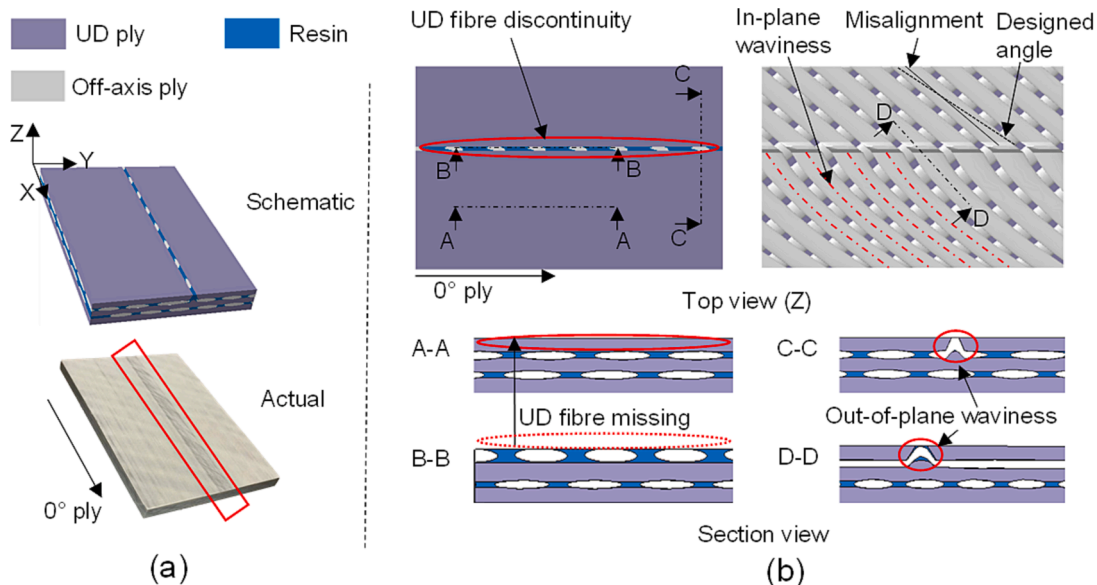 UD ply
Resin
Off-axis ply
Z
Y
X
Schematic
Actual
0° ply
(a)
UD fibre discontinuity
C
B
B
A
A
C
0° ply
In-plane
waviness
Misalignment
Designed
angle
D
D
Top view (Z)
A-A
C-C
UD fibre missing
Out-of-plane waviness
B-B
D-D
Section view
(b)